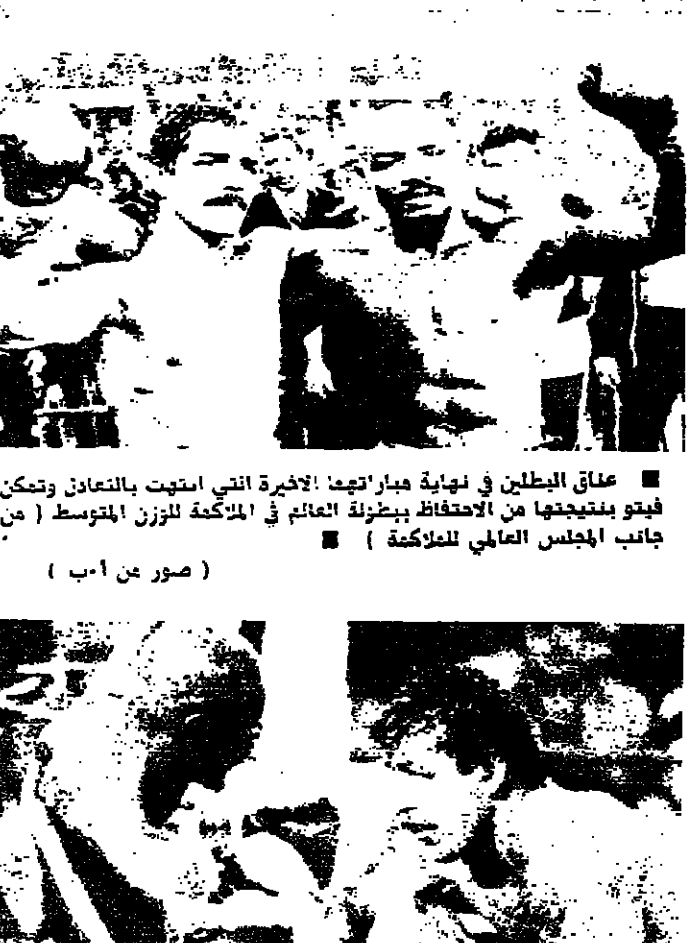 ■ عناق البطلين في نهاية مباراتهما الاخيرة التي انتهت بالتعادل وتمكن
فيتو بنتيجتها من الاحتفاظ ببطولة العالم في الملاكمة للوزن المتوسط ( من
جانب المجلس العالمي للملاكمة ) ■
( صور من أ.ب )